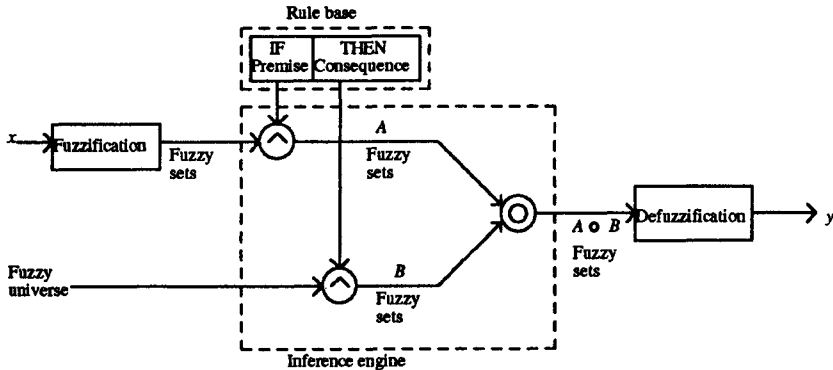 Rule base
IF
Premise
THEN
Consequence
x
Fuzzification
Fuzzy
sets
A
Fuzzy
sets
A o B
Fuzzy
sets
Defuzzification
y
Fuzzy
universe
B
Fuzzy
sets
Inference engine